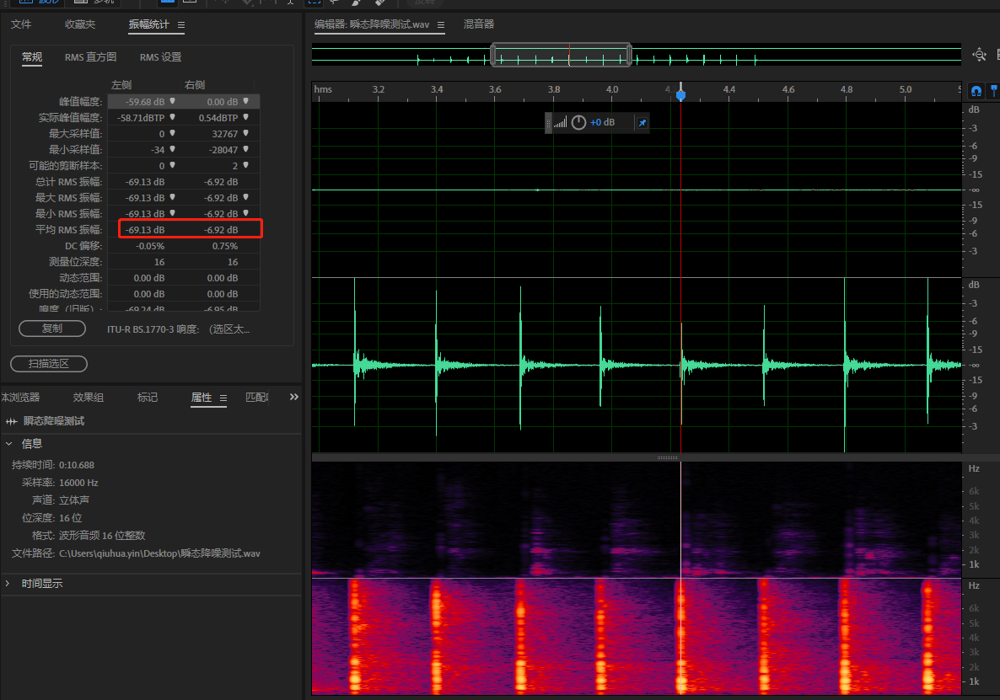 波形
多轨
反转
文件 收藏夹 振幅统计
常规 RMS 直方图 RMS 设置
左侧 右侧
峰值幅度: -59.68 dB 0.00 dB
实际峰值幅度: -58.71dBTP 0.54dBTP
最大采样值: 0 32767
最小采样值: -34 -28047
可能的剪断样本: 0 2
总计 RMS 振幅: -69.13 dB -6.92 dB
最大 RMS 振幅: -69.13 dB -6.92 dB
最小 RMS 振幅: -69.13 dB -6.92 dB
平均 RMS 振幅: -69.13 dB -6.92 dB
DC 偏移: -0.05% 0.75%
测量位深度: 16 16
动态范围: 0.00 dB 0.00 dB
使用的动态范围: 0.00 dB 0.00 dB
响度（旧版）: -69.24 dB -6.95 dB
复制 ITU-R BS.1770-3 响度: （选区太...
扫描选区
体浏览器 效果组 标记 属性 匹配
瞬态降噪测试
信息
持续时间: 0:10.688
采样率: 16000 Hz
声道: 立体声
位深度: 16 位
格式: 波形音频 16 位整数
文件路径: C:\Users\qiuhua.yin\Desktop\瞬态降噪测试.wav
时间显示
编辑器: 瞬态降噪测试.wav 混音器
hms 3.2 3.4 3.6 3.8 4.0 4. 4.4 4.6 4.8 5.0 5
+0 dB
dB
-3
-6
-9
-15
-∞
-15
-9
-6
-3
dB
-3
-6
-9
-15
-∞
-15
-9
-6
-3
Hz
6k
5k
4k
3k
2k
1k
Hz
6k
5k
4k
3k
2k
1k